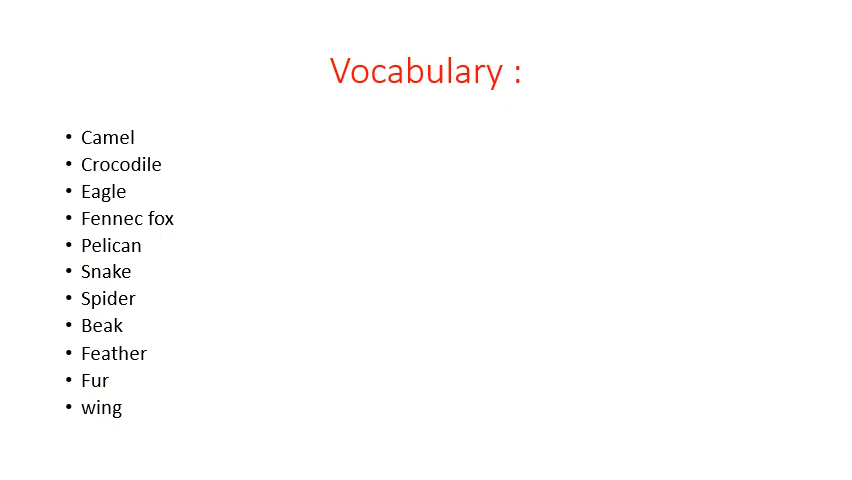 Vocabulary :
• Camel
• Crocodile
• Eagle
• Fennec fox
• Pelican
• Snake
• Spider
• Beak
• Feather
• Fur
• wing